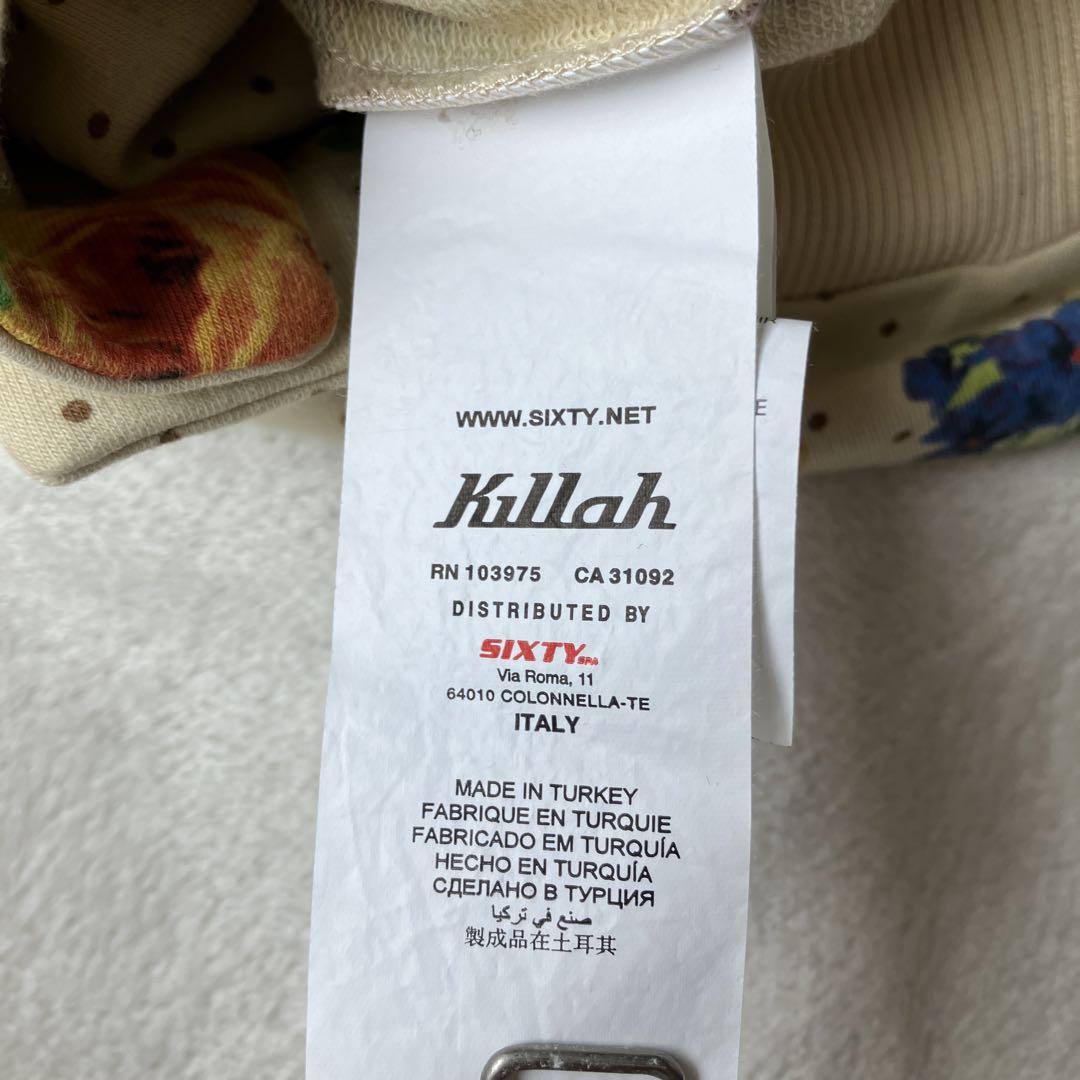 WWW.SIXTY.NET
Killah
RN 103975 CA 31092
DISTRIBUTED BY
SIXTY SPA
Via Roma, 11
64010 COLONNELLA-TE
ITALY
MADE IN TURKEY
FABRIQUE EN TURQUIE
FABRICADO EM TURQUÍA
HECHO EN TURQUÍA
СДЕЛАНО В ТУРЦИЯ
صنع في تركيا
製成品在土耳其
E